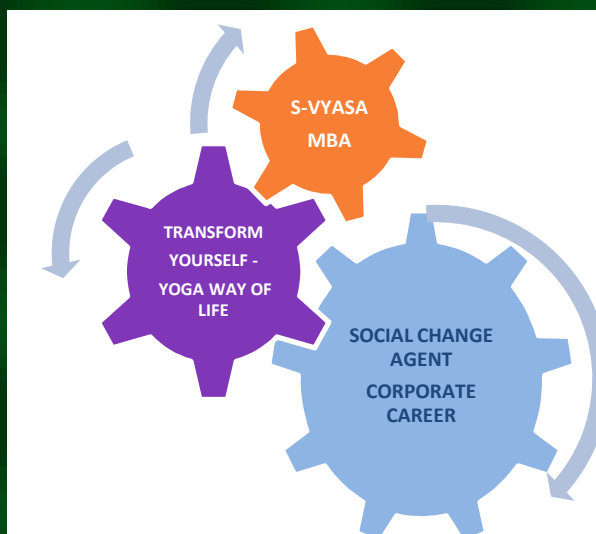 S-VYASA
MBA
TRANSFORM
YOURSELF -
YOGA WAY OF
LIFE
SOCIAL CHANGE
AGENT
CORPORATE
CAREER